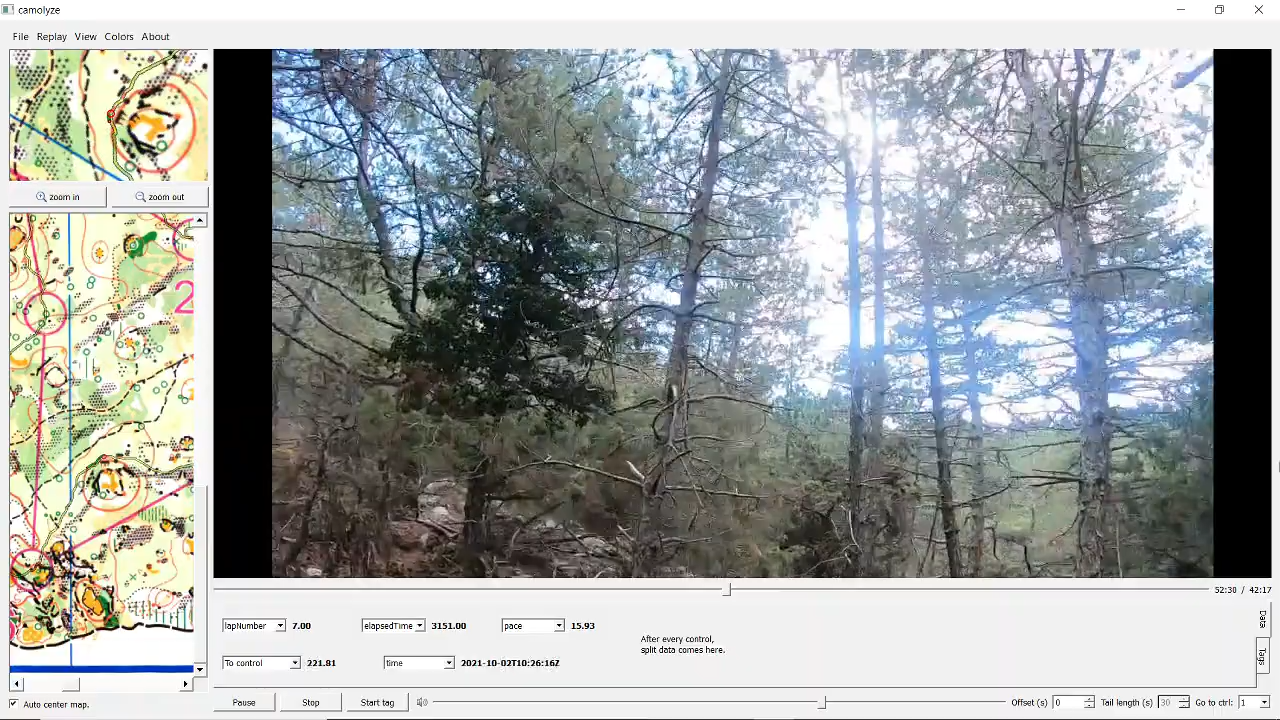 camolyze
File Replay View Colors About
zoom in zoom out
2
52:30 / 42:17
lapNumber 7.00 elapsedTime 3151.00 pace 15.93
After every control,
split data comes here.
To control 221.81 time 2021-10-02T10:26:16Z
Data
Tags
Auto center map.
Pause Stop Start tag Offset (s) 0 Tail length (s) 30 Go to ctrl: 1